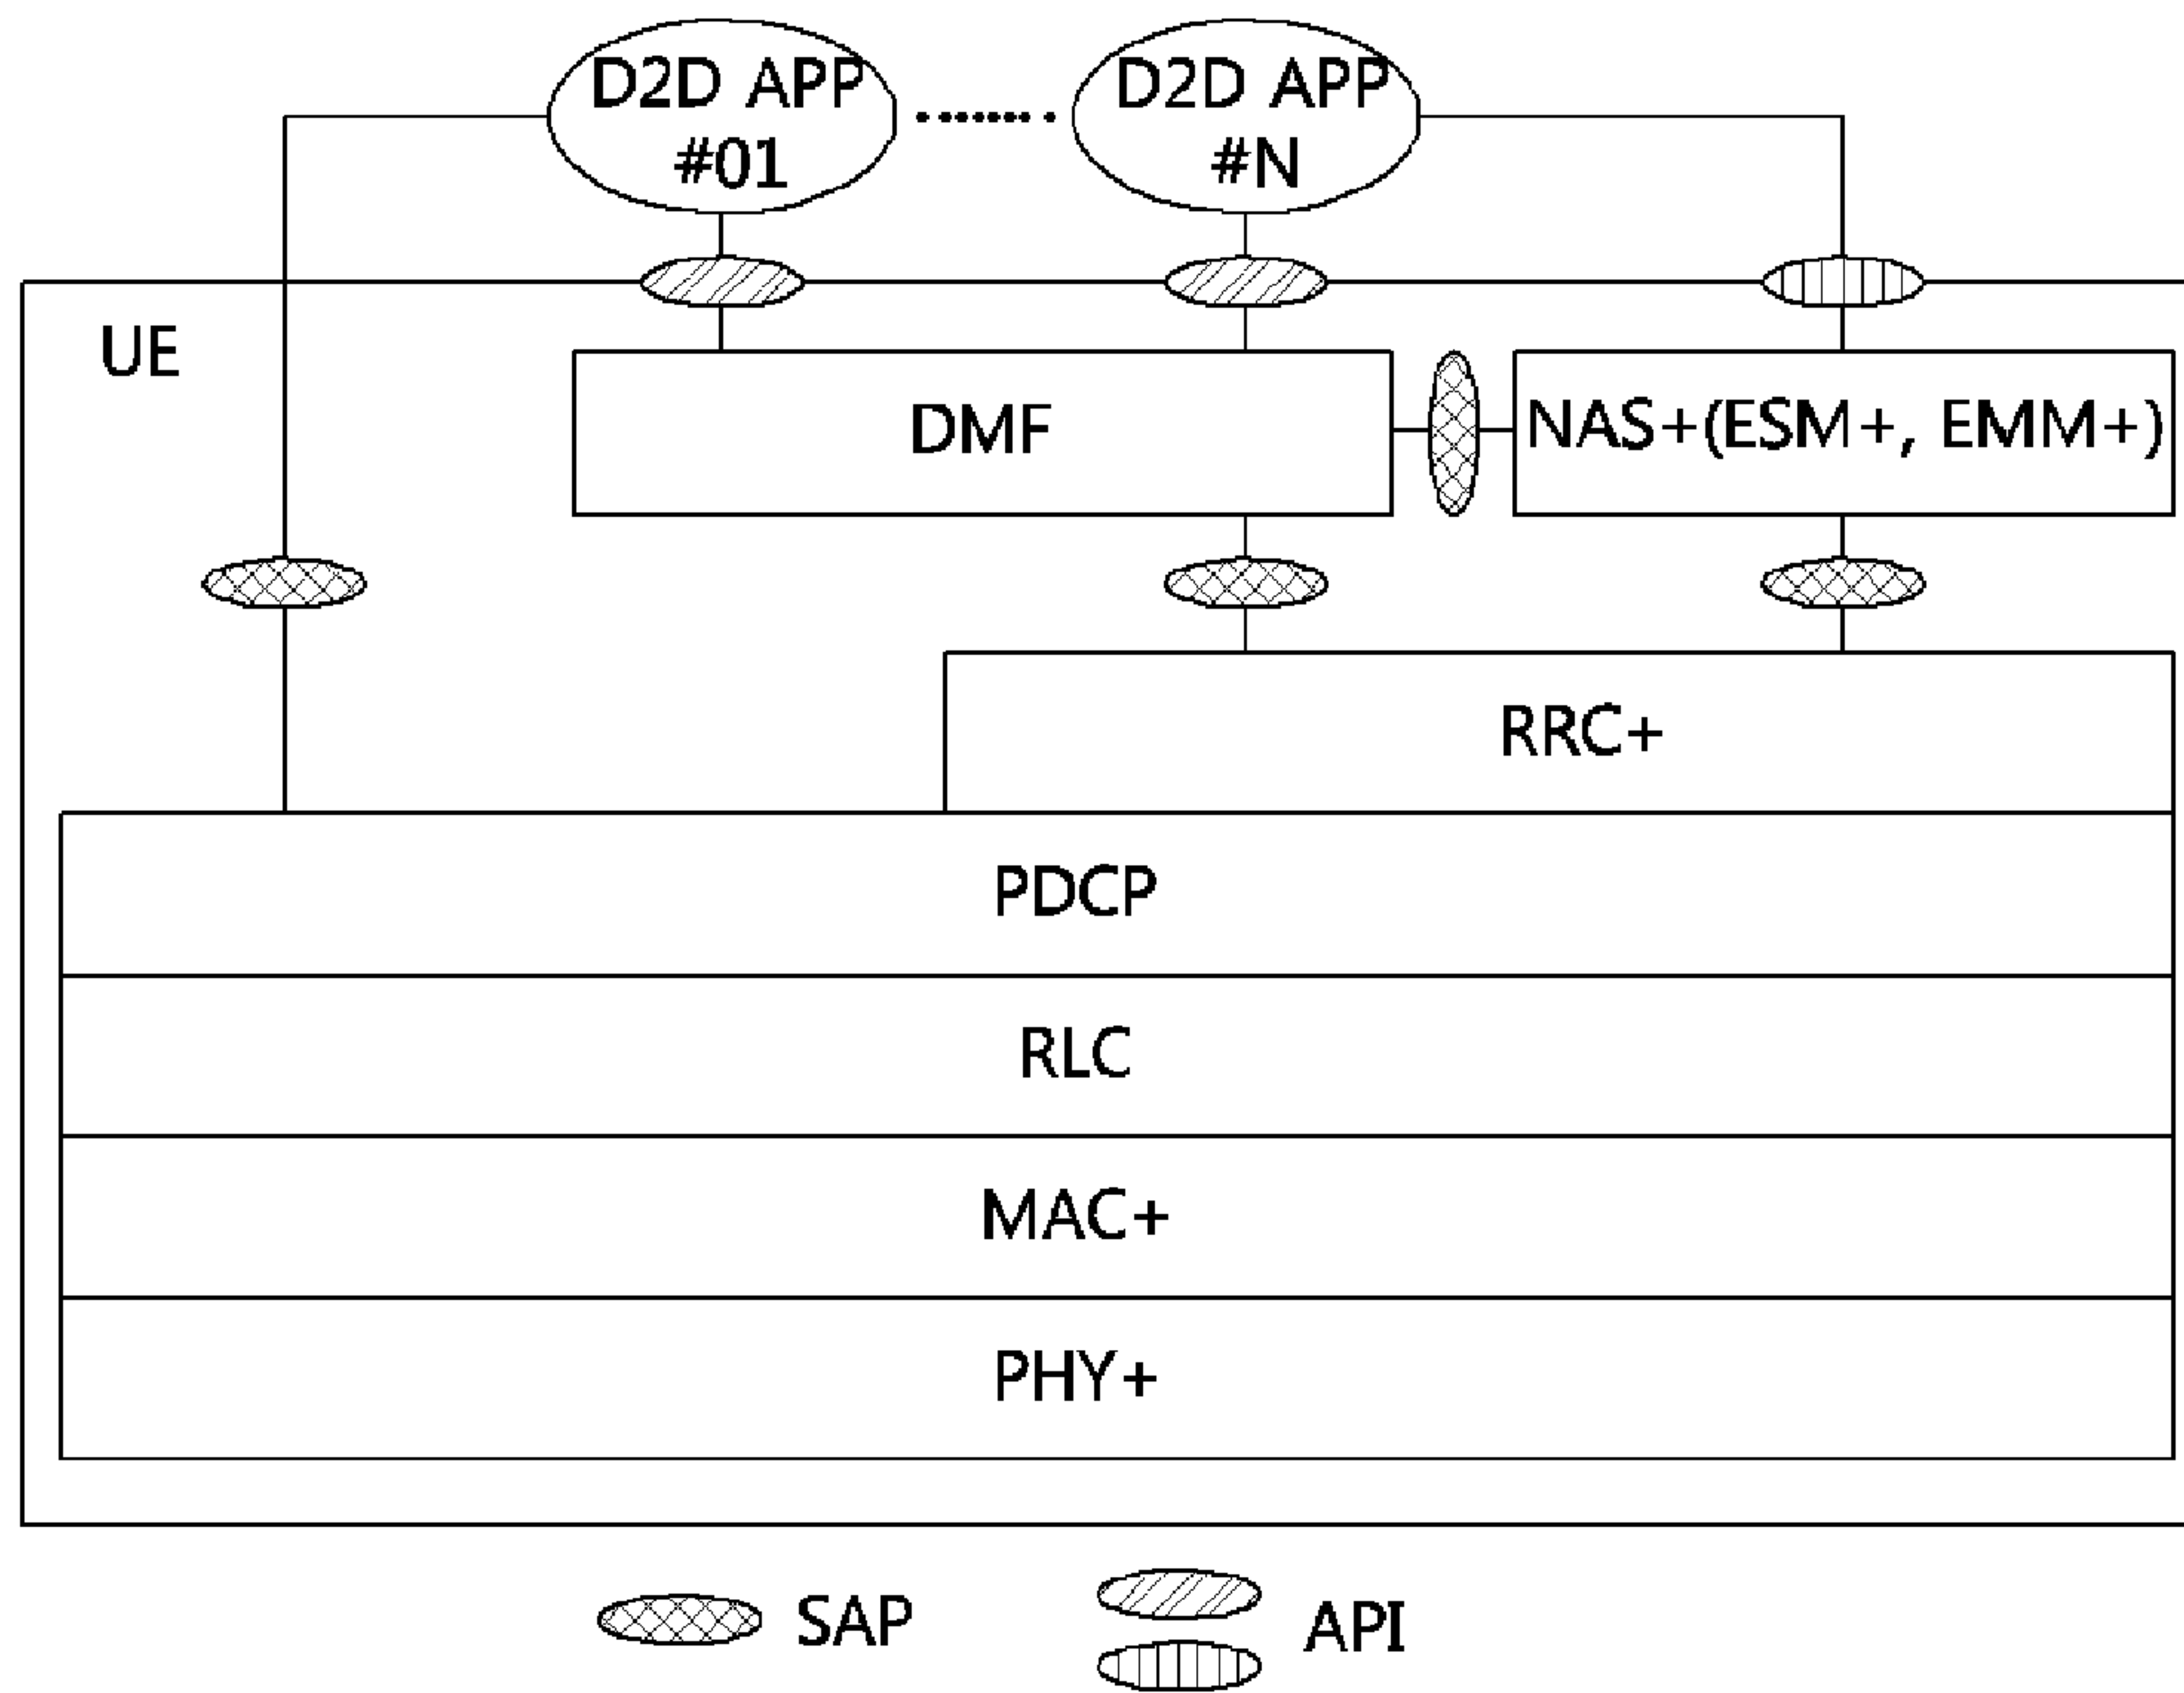 D2D APP
#01
D2D APP
#N
UE
DMF
NAS+(ESM+, EMM+)
RRC+
PDCP
RLC
MAC+
PHY+
SAP
API